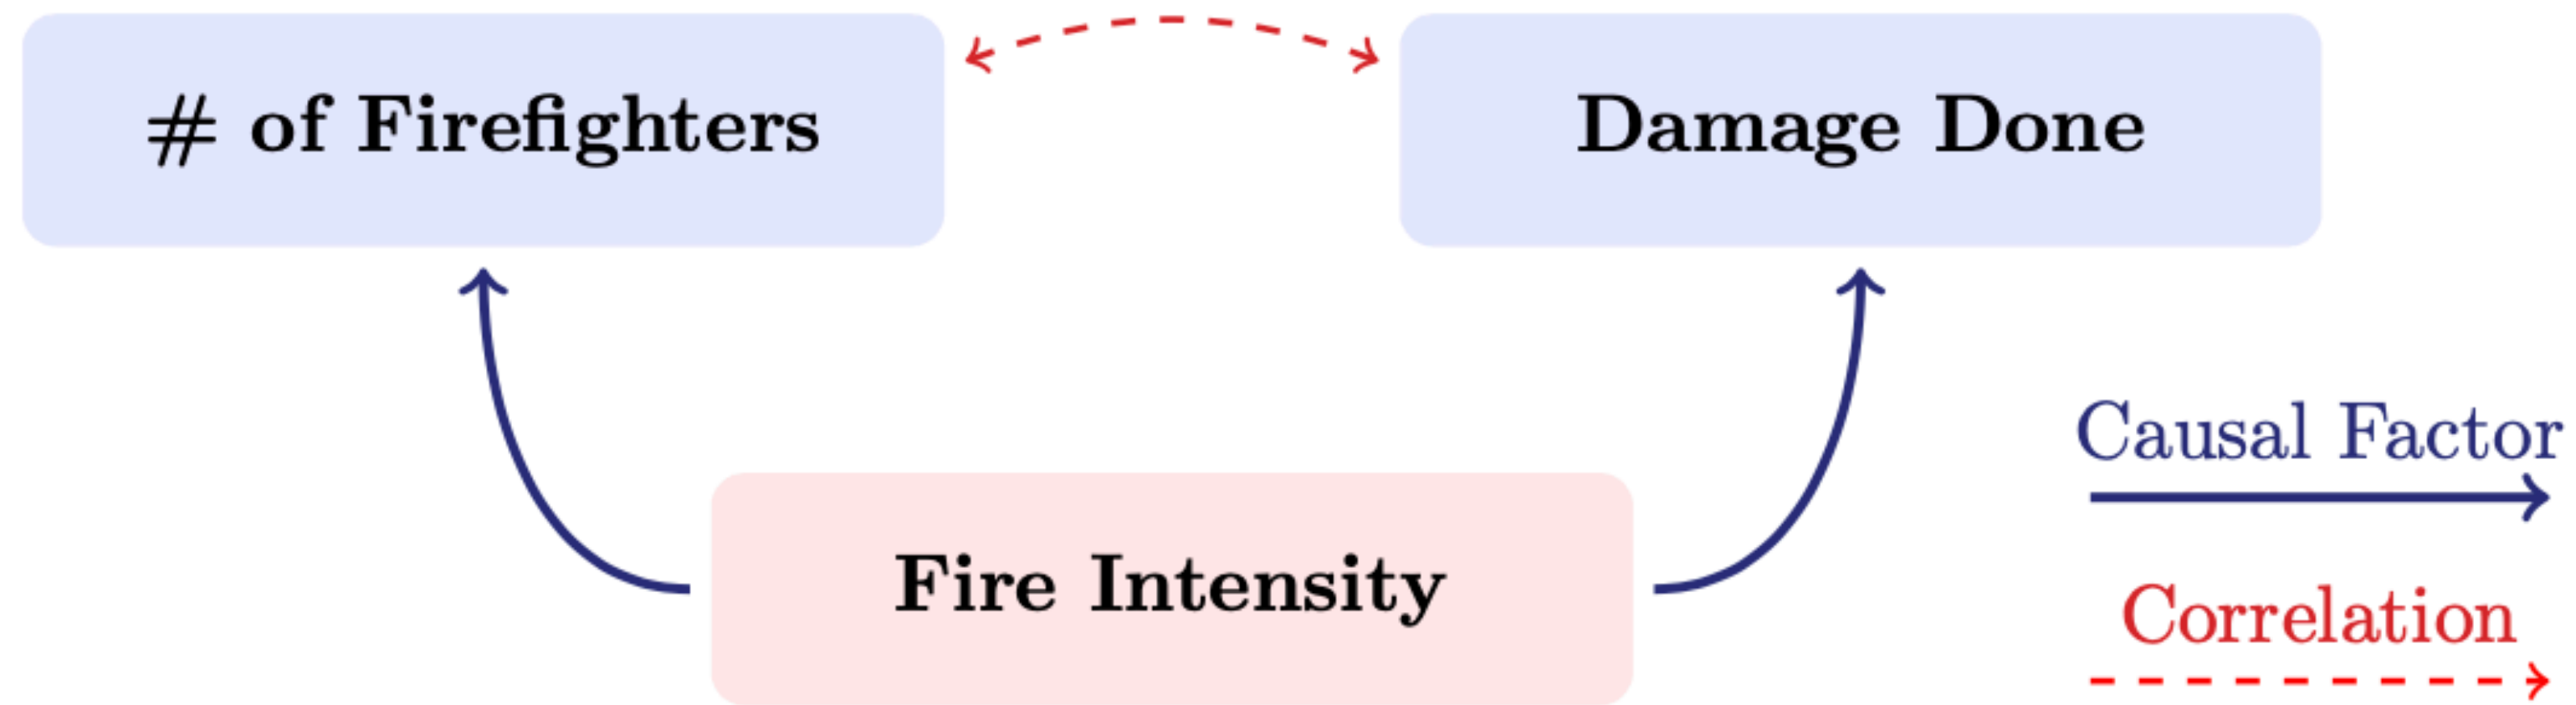 # of Firefighters
Damage Done
Fire Intensity
Causal Factor
Correlation